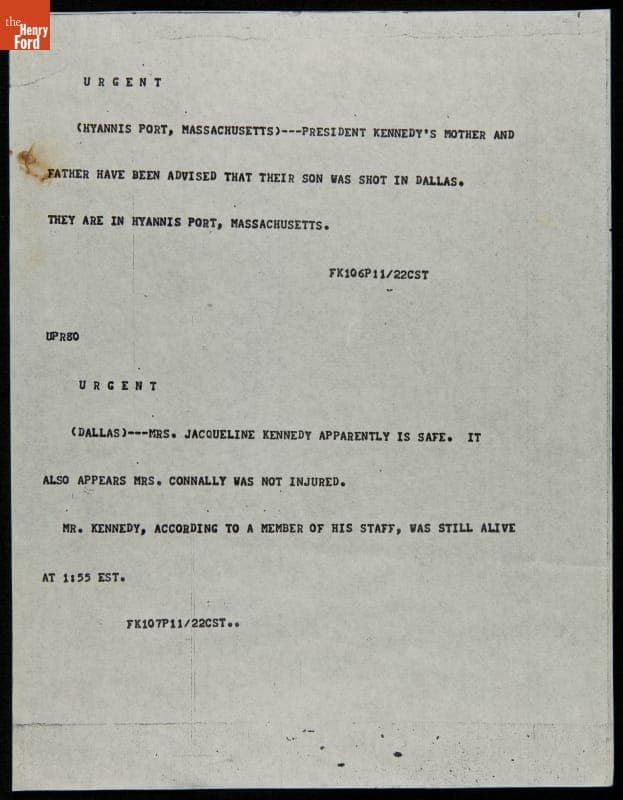 the
Henry
Ford
U R G E N T
(HYANNIS PORT, MASSACHUSETTS)---PRESIDENT KENNEDY'S MOTHER AND
FATHER HAVE BEEN ADVISED THAT THEIR SON WAS SHOT IN DALLAS.
THEY ARE IN HYANNIS PORT, MASSACHUSETTS.
FK106P11/22CST
UPR80
U R G E N T
(DALLAS)---MRS. JACQUELINE KENNEDY APPARENTLY IS SAFE. IT
ALSO APPEARS MRS. CONNALLY WAS NOT INJURED.
MR. KENNEDY, ACCORDING TO A MEMBER OF HIS STAFF, WAS STILL ALIVE
AT 1:55 EST.
FK107P11/22CST..